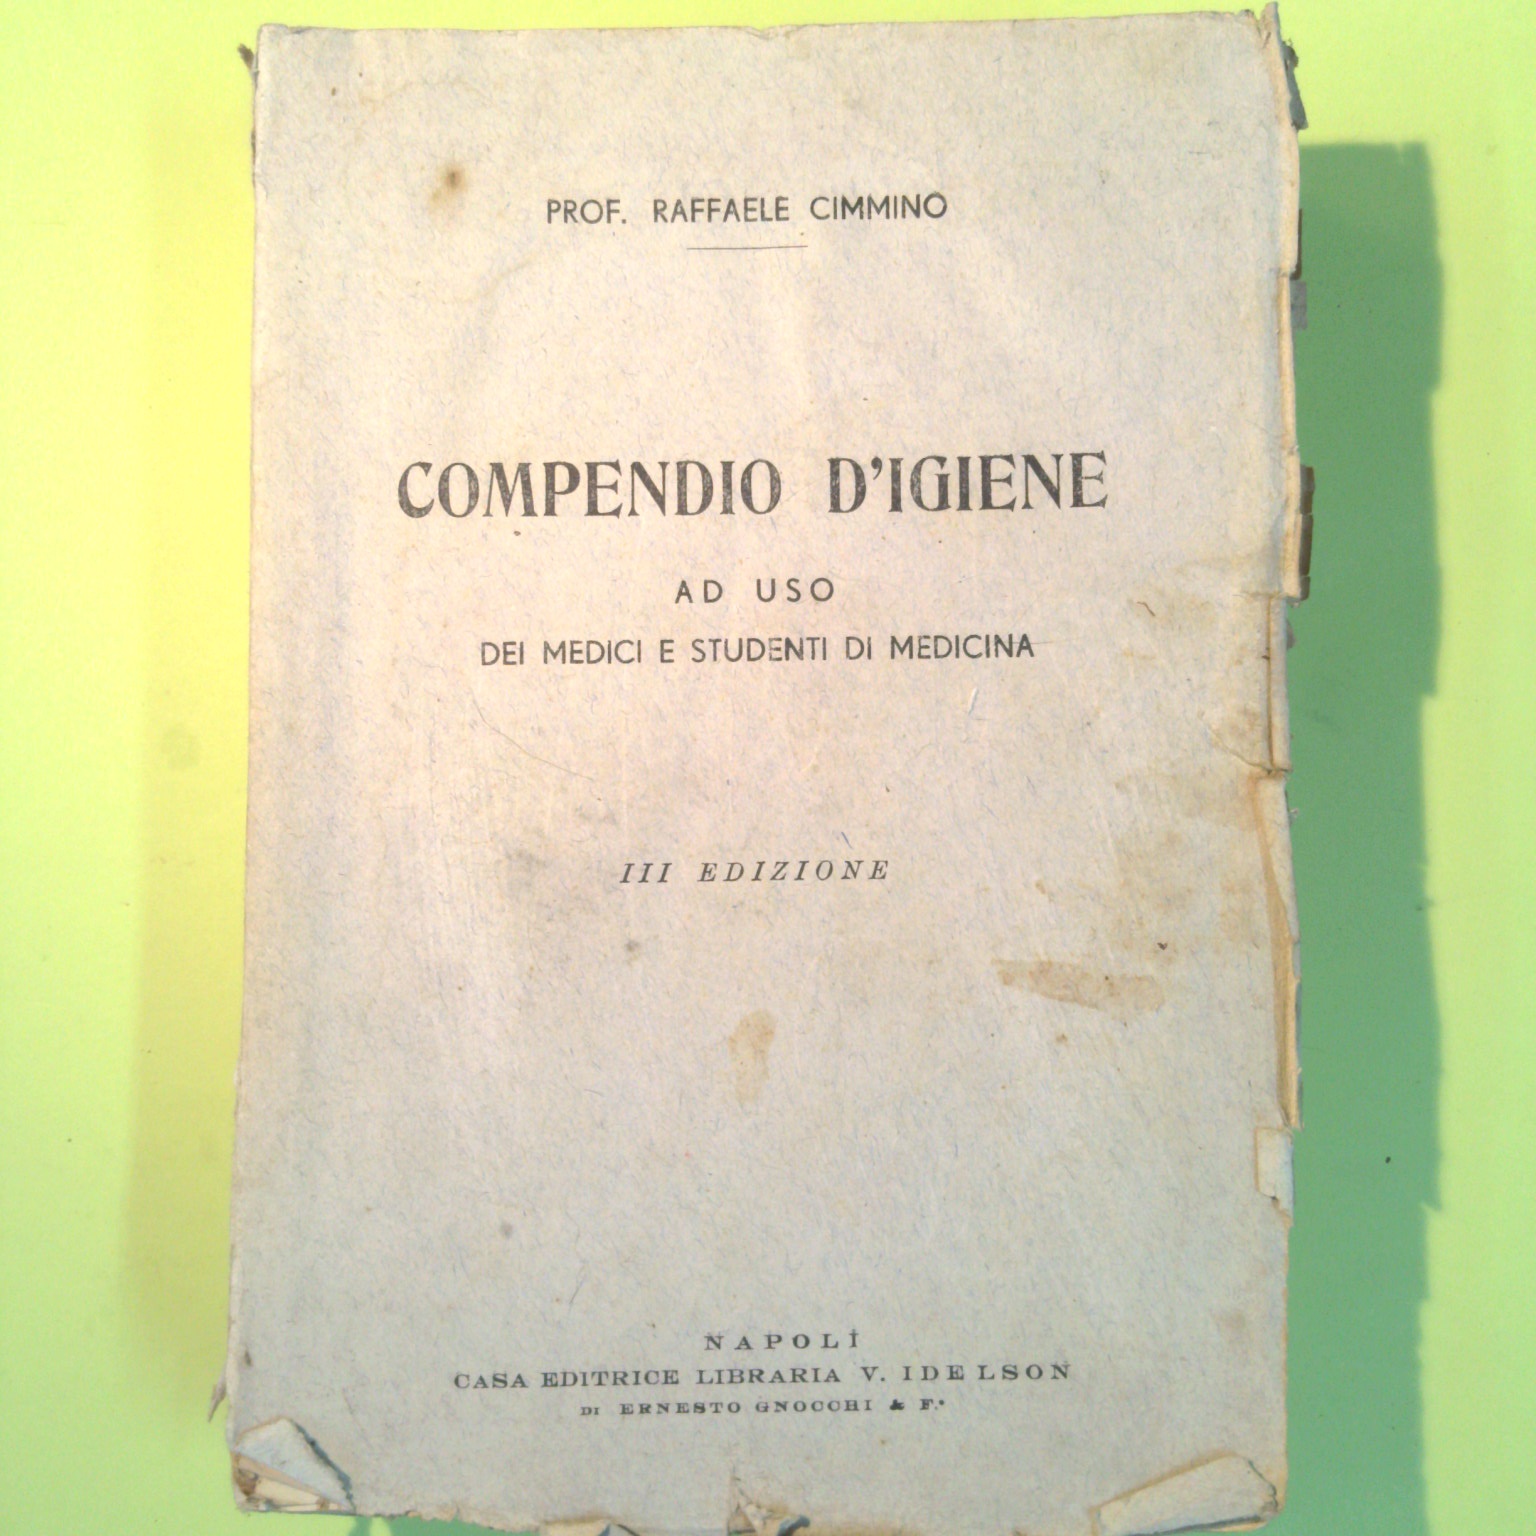 PROF. RAFFAELE CIMMINO
COMPENDIO D'IGIENE
AD USO
DEI MEDICI E STUDENTI DI MEDICINA
III EDIZIONE
NAPOLI
CASA EDITRICE LIBRARIA V. IDELSON
DI ERNESTO GNOCCHI & F.º